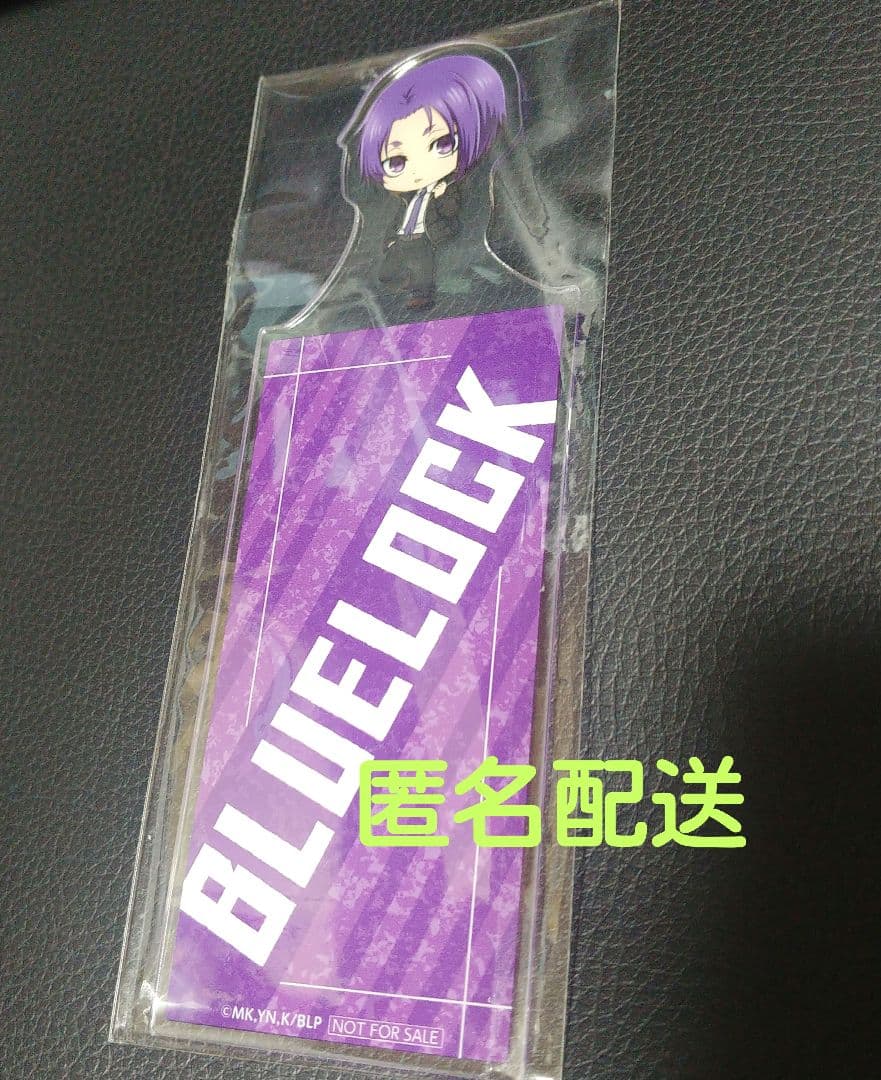 BLUELOCK
匿名配送
©MK,YN,K/BLP NOT FOR SALE